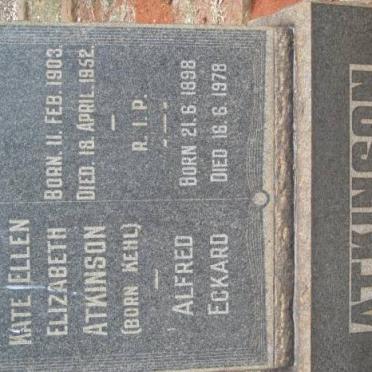 KATE ELLEN
ELIZABETH
ATKINSON
(BORN KEHL)
—
ALFRED
ECKARD
BORN 11. FEB. 1903.
DIED 18. APRIL. 1952.
—
R. I. P.
BORN 21. 6. 1898
DIED 16. 6. 1978
ATKINSON